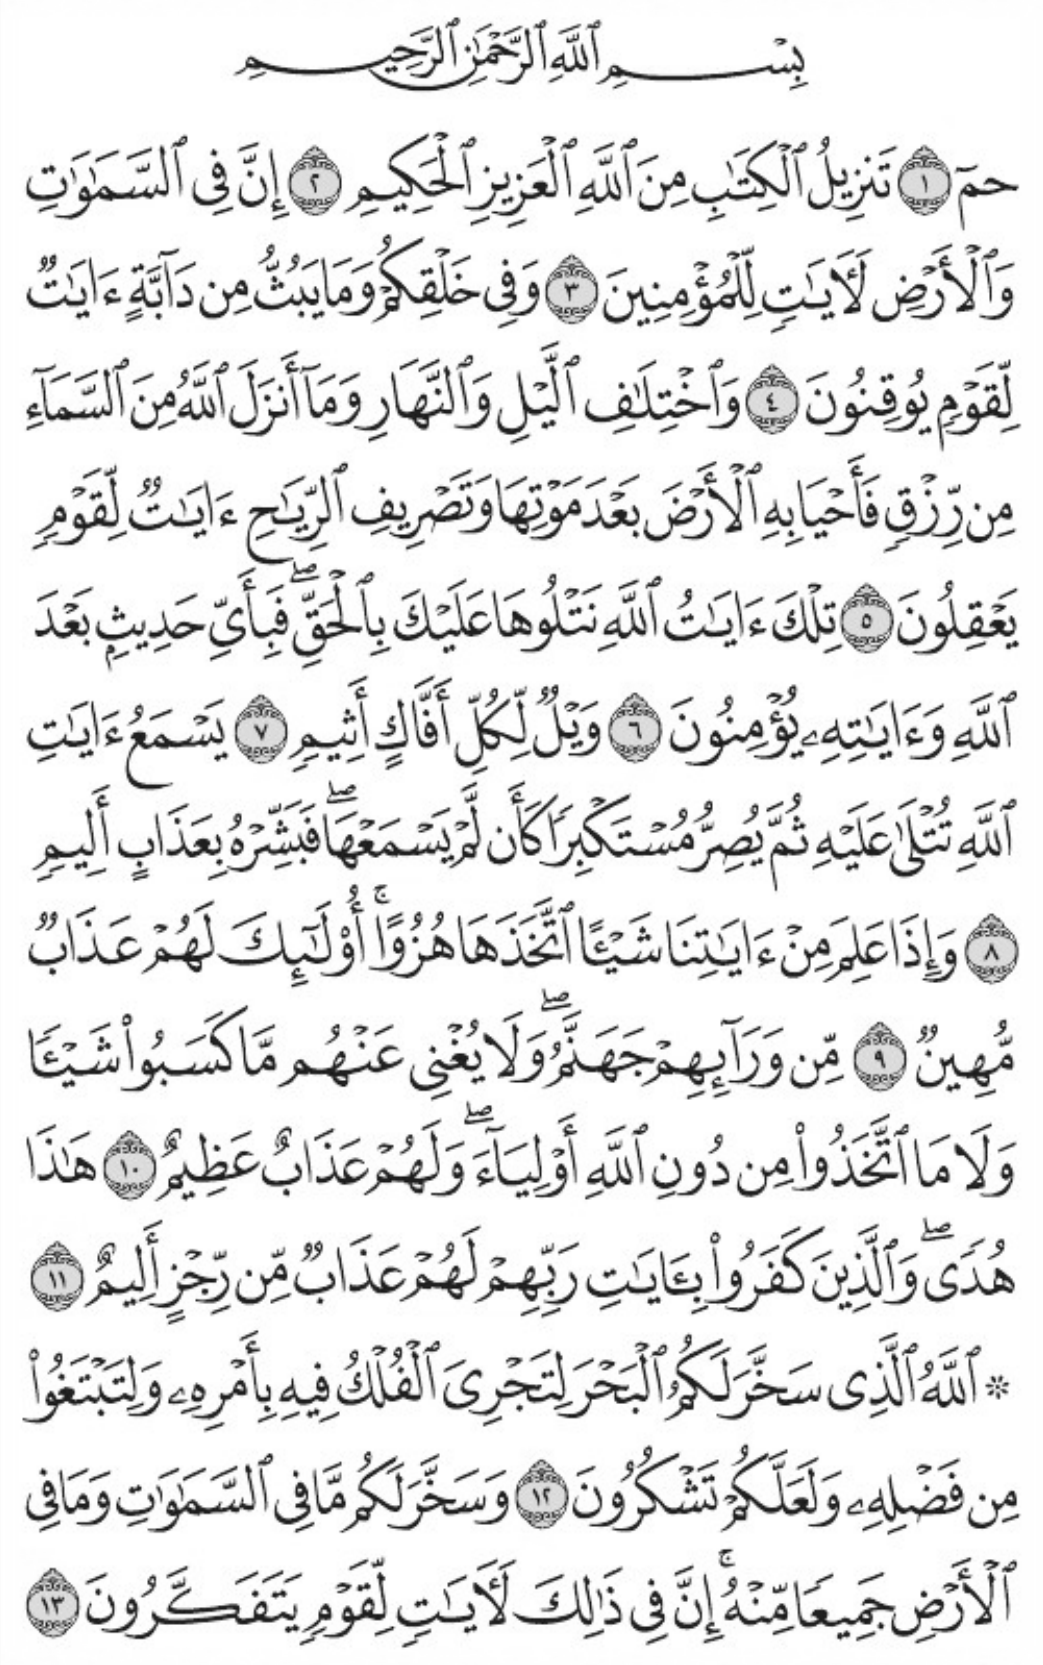 بِسْمِ ٱللَّهِ ٱلرَّحْمَٰنِ ٱلرَّحِيمِ
حمٓ ١ تَنزِيلُ ٱلْكِتَٰبِ مِنَ ٱللَّهِ ٱلْعَزِيزِ ٱلْحَكِيمِ ٢ إِنَّ فِى ٱلسَّمَٰوَٰتِ
وَٱلْأَرْضِ لَءَايَٰتٍ لِّلْمُؤْمِنِينَ ٣ وَفِى خَلْقِكُمْ وَمَا يَبُثُّ مِن دَآبَّةٍ ءَايَٰتٌ
لِّقَوْمٍ يُوقِنُونَ ٤ وَٱخْتِلَٰفِ ٱلَّيْلِ وَٱلنَّهَارِ وَمَآ أَنزَلَ ٱللَّهُ مِنَ ٱلسَّمَآءِ
مِن رِّزْقٍ فَأَحْيَا بِهِ ٱلْأَرْضَ بَعْدَ مَوْتِهَا وَتَصْرِيفِ ٱلرِّيَٰحِ ءَايَٰتٌ لِّقَوْمٍ
يَعْقِلُونَ ٥ تِلْكَ ءَايَٰتُ ٱللَّهِ نَتْلُوهَا عَلَيْكَ بِٱلْحَقِّ ۖ فَبِأَىِّ حَدِيثٍۭ بَعْدَ
ٱللَّهِ وَءَايَٰتِهِۦ يُؤْمِنُونَ ٦ وَيْلٌ لِّكُلِّ أَفَّاكٍ أَثِيمٍ ٧ يَسْمَعُ ءَايَٰتِ
ٱللَّهِ تُتْلَىٰ عَلَيْهِ ثُمَّ يُصِرُّ مُسْتَكْبِرًا كَأَن لَّمْ يَسْمَعْهَا ۖ فَبَشِّرْهُ بِعَذَابٍ أَلِيمٍ
٨ وَإِذَا عَلِمَ مِنْ ءَايَٰتِنَا شَيْـًٔا ٱتَّخَذَهَا هُزُوًا ۚ أُو۟لَٰٓئِكَ لَهُمْ عَذَابٌ
مُّهِينٌ ٩ مِّن وَرَآئِهِمْ جَهَنَّمُ ۖ وَلَا يُغْنِى عَنْهُم مَّا كَسَبُوا۟ شَيْـًٔا
وَلَا مَا ٱتَّخَذُوا۟ مِن دُونِ ٱللَّهِ أَوْلِيَآءَ ۖ وَلَهُمْ عَذَابٌ عَظِيمٌ ١٠ هَٰذَا
هُدًى ۖ وَٱلَّذِينَ كَفَرُوا۟ بِـَٔايَٰتِ رَبِّهِمْ لَهُمْ عَذَابٌ مِّن رِّجْزٍ أَلِيمٌ ١١
۞ ٱللَّهُ ٱلَّذِى سَخَّرَ لَكُمُ ٱلْبَحْرَ لِتَجْرِىَ ٱلْفُلْكُ فِيهِ بِأَمْرِهِۦ وَلِتَبْتَغُوا۟
مِن فَضْلِهِۦ وَلَعَلَّكُمْ تَشْكُرُونَ ١٢ وَسَخَّرَ لَكُم مَّا فِى ٱلسَّمَٰوَٰتِ وَمَا فِى
ٱلْأَرْضِ جَمِيعًا مِّنْهُ ۚ إِنَّ فِى ذَٰلِكَ لَءَايَٰتٍ لِّقَوْمٍ يَتَفَكَّرُونَ ١٣